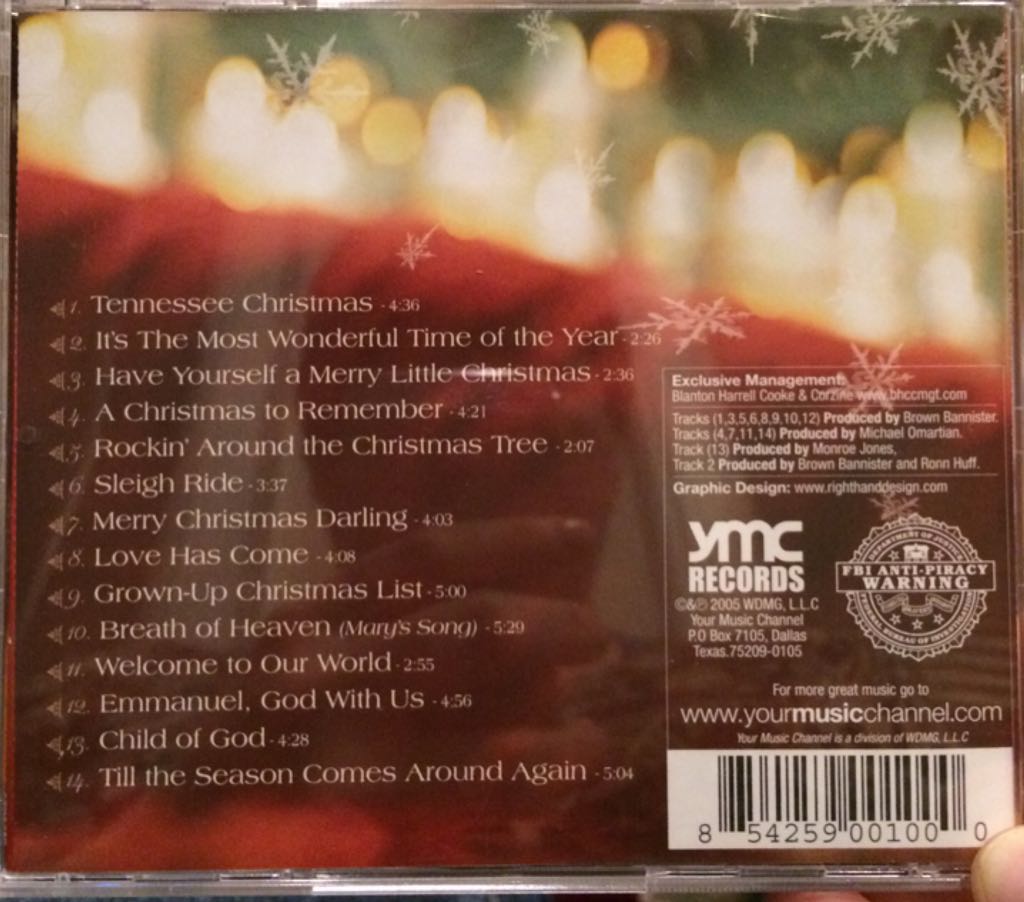 1. Tennessee Christmas - 4:36
2. It's The Most Wonderful Time of the Year - 2:26
3. Have Yourself a Merry Little Christmas - 2:36
4. A Christmas to Remember - 4:21
5. Rockin' Around the Christmas Tree - 2:07
6. Sleigh Ride - 3:37
7. Merry Christmas Darling - 4:03
8. Love Has Come - 4:08
9. Grown-Up Christmas List - 5:00
10. Breath of Heaven (Mary's Song) - 5:29
11. Welcome to Our World - 2:55
12. Emmanuel, God With Us - 4:56
13. Child of God - 4:28
14. Till the Season Comes Around Again - 5:04
Exclusive Management:
Blanton Harrell Cooke & Corzine www.bhccmgt.com
Tracks (1,3,5,6,8,9,10,12) Produced by Brown Bannister.
Tracks (4,7,11,14) Produced by Michael Omartian.
Track (13) Produced by Monroe Jones,
Track 2 Produced by Brown Bannister and Ronn Huff.
Graphic Design: www.righthanddesign.com
ymc
RECORDS
©&℗ 2005 WDMG, L.L.C
Your Music Channel
P.O Box 7105, Dallas
Texas.75209-0105
DEPARTMENT OF JUSTICE
FBI ANTI-PIRACY
WARNING
FEDERAL BUREAU OF INVESTIGATION
For more great music go to
www.yourmusicchannel.com
Your Music Channel is a division of WDMG, L.L.C
8 54259 00100 0